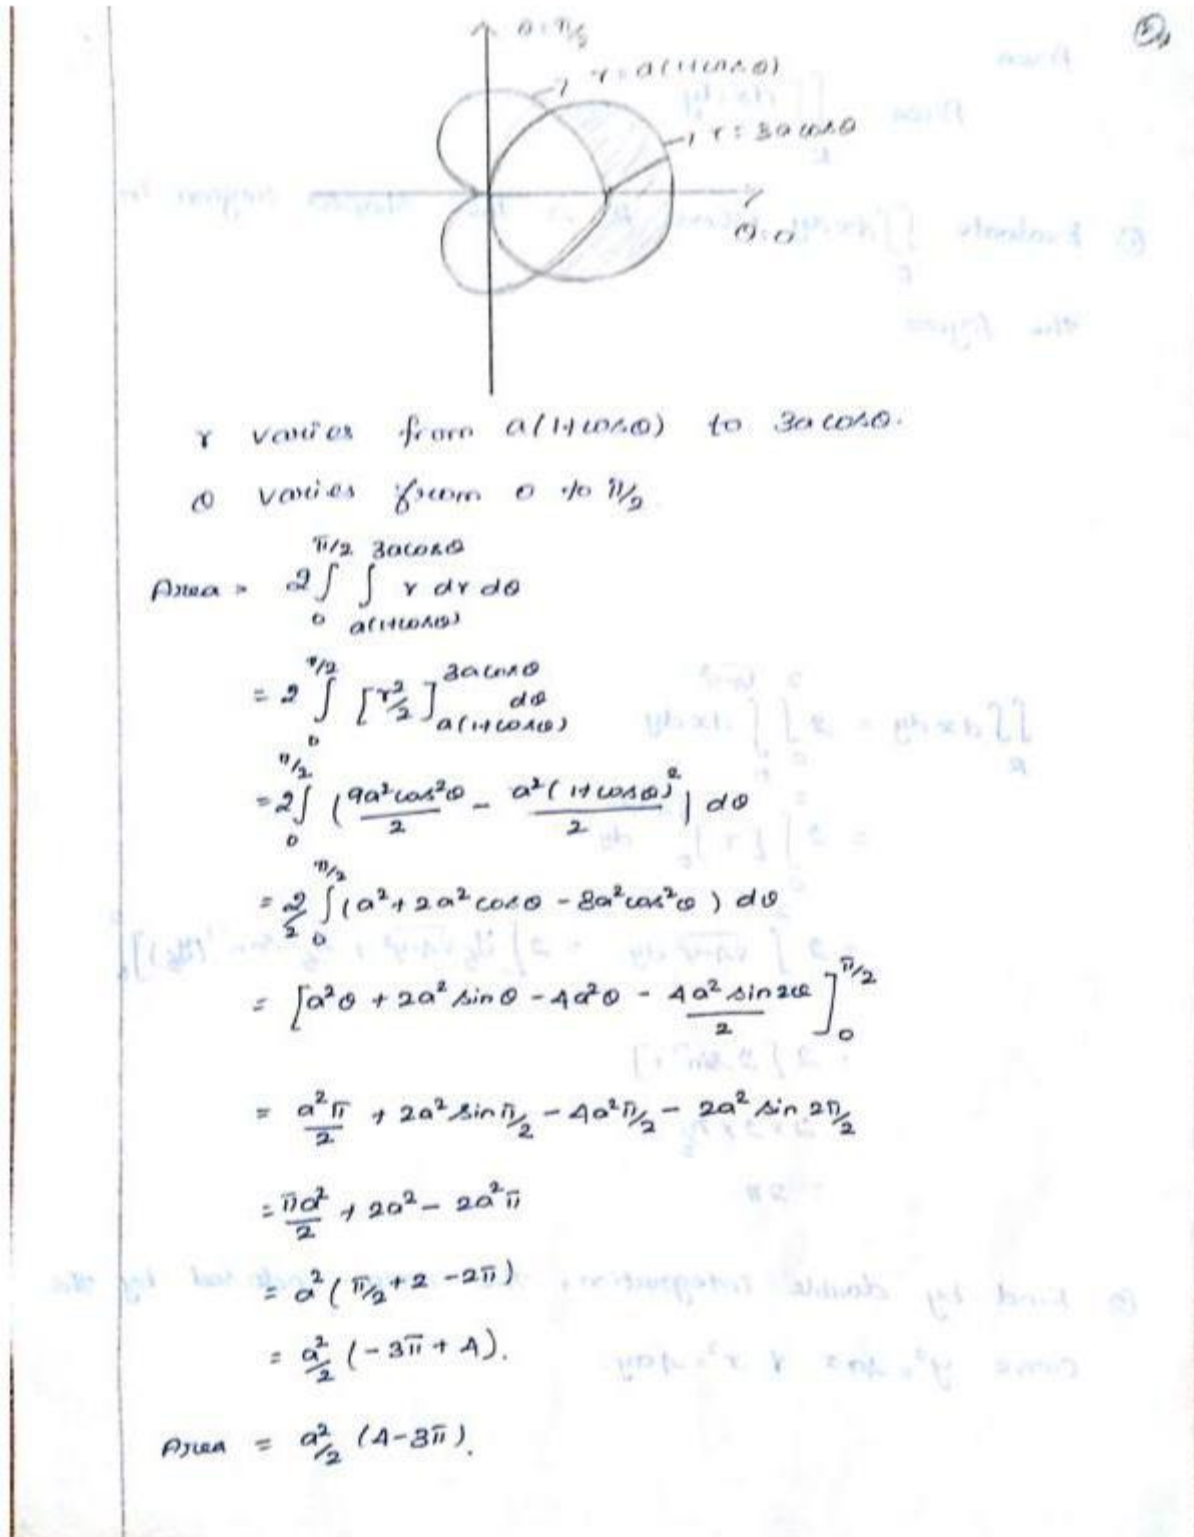 θ = π/2
r = a(1+cosθ)
r = 3a cosθ
θ = 0
r varies from a(1+cosθ) to 3a cosθ.
θ varies from 0 to π/2
Area = 2 ∫₀^{π/2} ∫_{a(1+cosθ)}^{3a cosθ} r dr dθ
= 2 ∫₀^{π/2} [r²/2]_{a(1+cosθ)}^{3a cosθ} dθ
= 2 ∫₀^{π/2} (9a² cos²θ/2 - a²(1+cosθ)²/2) dθ
= 2/2 ∫₀^{π/2} (a² + 2a² cosθ - 8a² cos²θ) dθ
= [a²θ + 2a² sinθ - 4a²θ - 4a² sin2θ/2]₀^{π/2}
= a²π/2 + 2a² sin π/2 - 4a² π/2 - 2a² sin 2π/2
= πa²/2 + 2a² - 2a²π
= a² (π/2 + 2 - 2π)
= a²/2 (-3π + 4).
Area = a²/2 (4-3π).